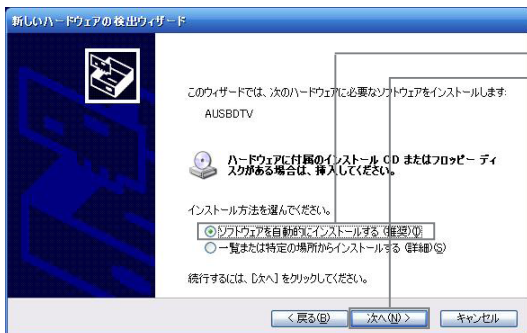 新しいハードウェアの検出ウィザード
このウィザードでは、次のハードウェアに必要なソフトウェアをインストールします:
AUSBDTV
ハードウェアに付属のインストール CD またはフロッピー ディ
スクがある場合は、挿入してください。
インストール方法を選んでください。
ソフトウェアを自動的にインストールする (推奨)(I)
一覧または特定の場所からインストールする (詳細)(S)
続行するには、[次へ] をクリックしてください。
< 戻る(B) 次へ(N) > キャンセル